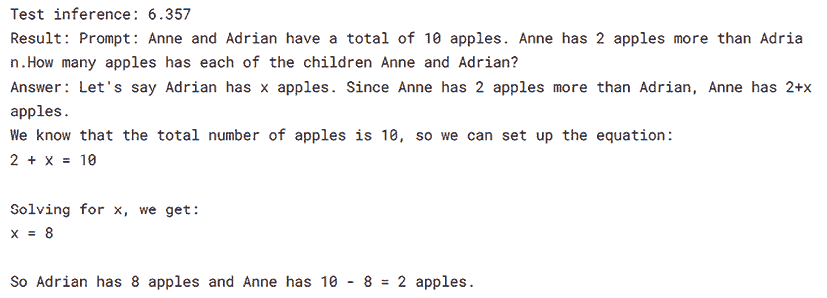 Test inference: 6.357
Result: Prompt: Anne and Adrian have a total of 10 apples. Anne has 2 apples more than Adria
n.How many apples has each of the children Anne and Adrian?
Answer: Let's say Adrian has x apples. Since Anne has 2 apples more than Adrian, Anne has 2+x
apples.
We know that the total number of apples is 10, so we can set up the equation:
2 + x = 10
Solving for x, we get:
x = 8
So Adrian has 8 apples and Anne has 10 - 8 = 2 apples.